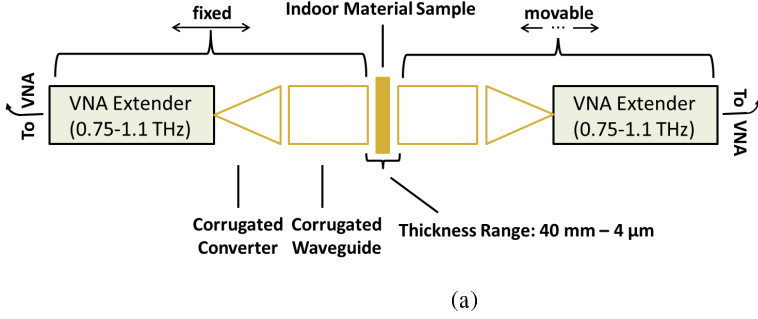 Indoor Material Sample
fixed
movable
...
To VNA
VNA Extender
(0.75-1.1 THz)
VNA Extender
(0.75-1.1 THz)
To VNA
Corrugated
Converter
Corrugated
Waveguide
Thickness Range: 40 mm – 4 µm
(a)